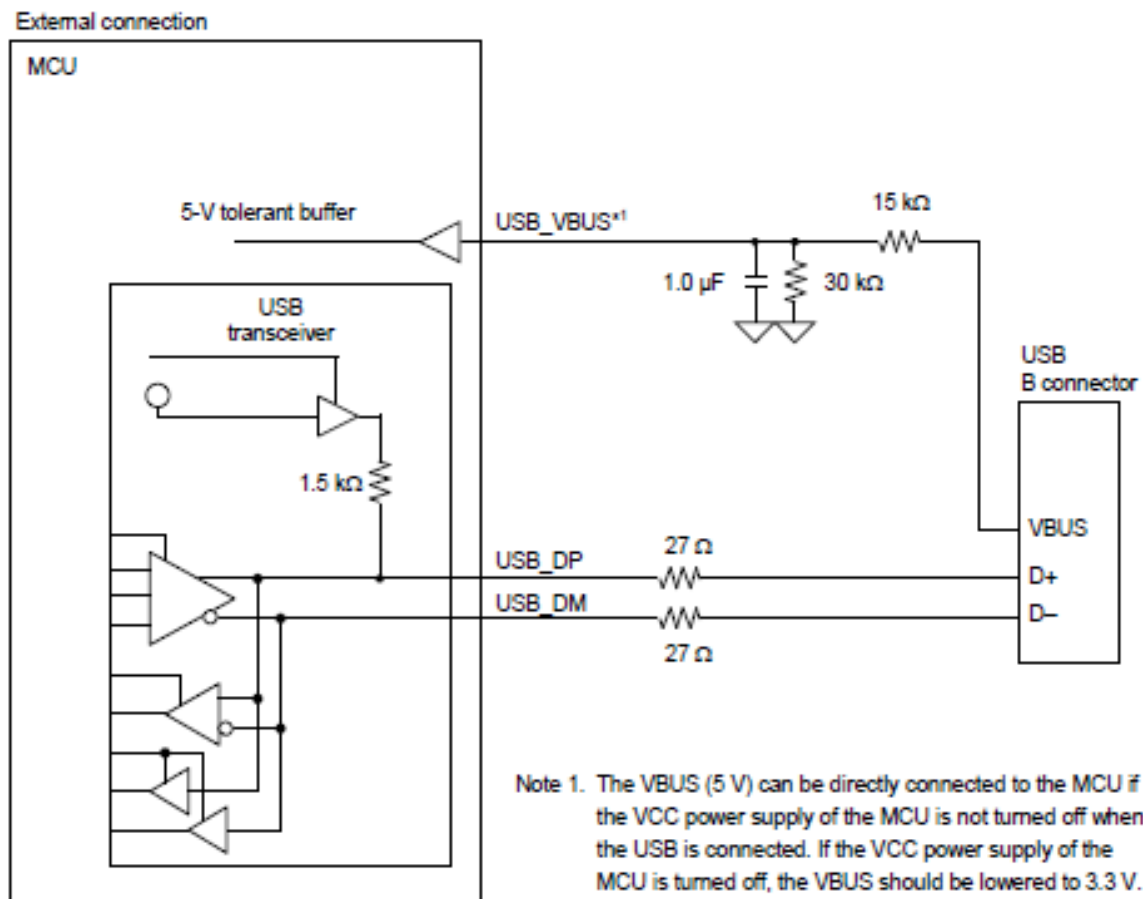 External connection
MCU
5-V tolerant buffer
USB_VBUS*1
15 kΩ
1.0 µF
30 kΩ
USB
transceiver
1.5 kΩ
USB
B connector
VBUS
USB_DP
27 Ω
D+
USB_DM
D–
27 Ω
Note 1. The VBUS (5 V) can be directly connected to the MCU if
the VCC power supply of the MCU is not turned off when
the USB is connected. If the VCC power supply of the
MCU is turned off, the VBUS should be lowered to 3.3 V.